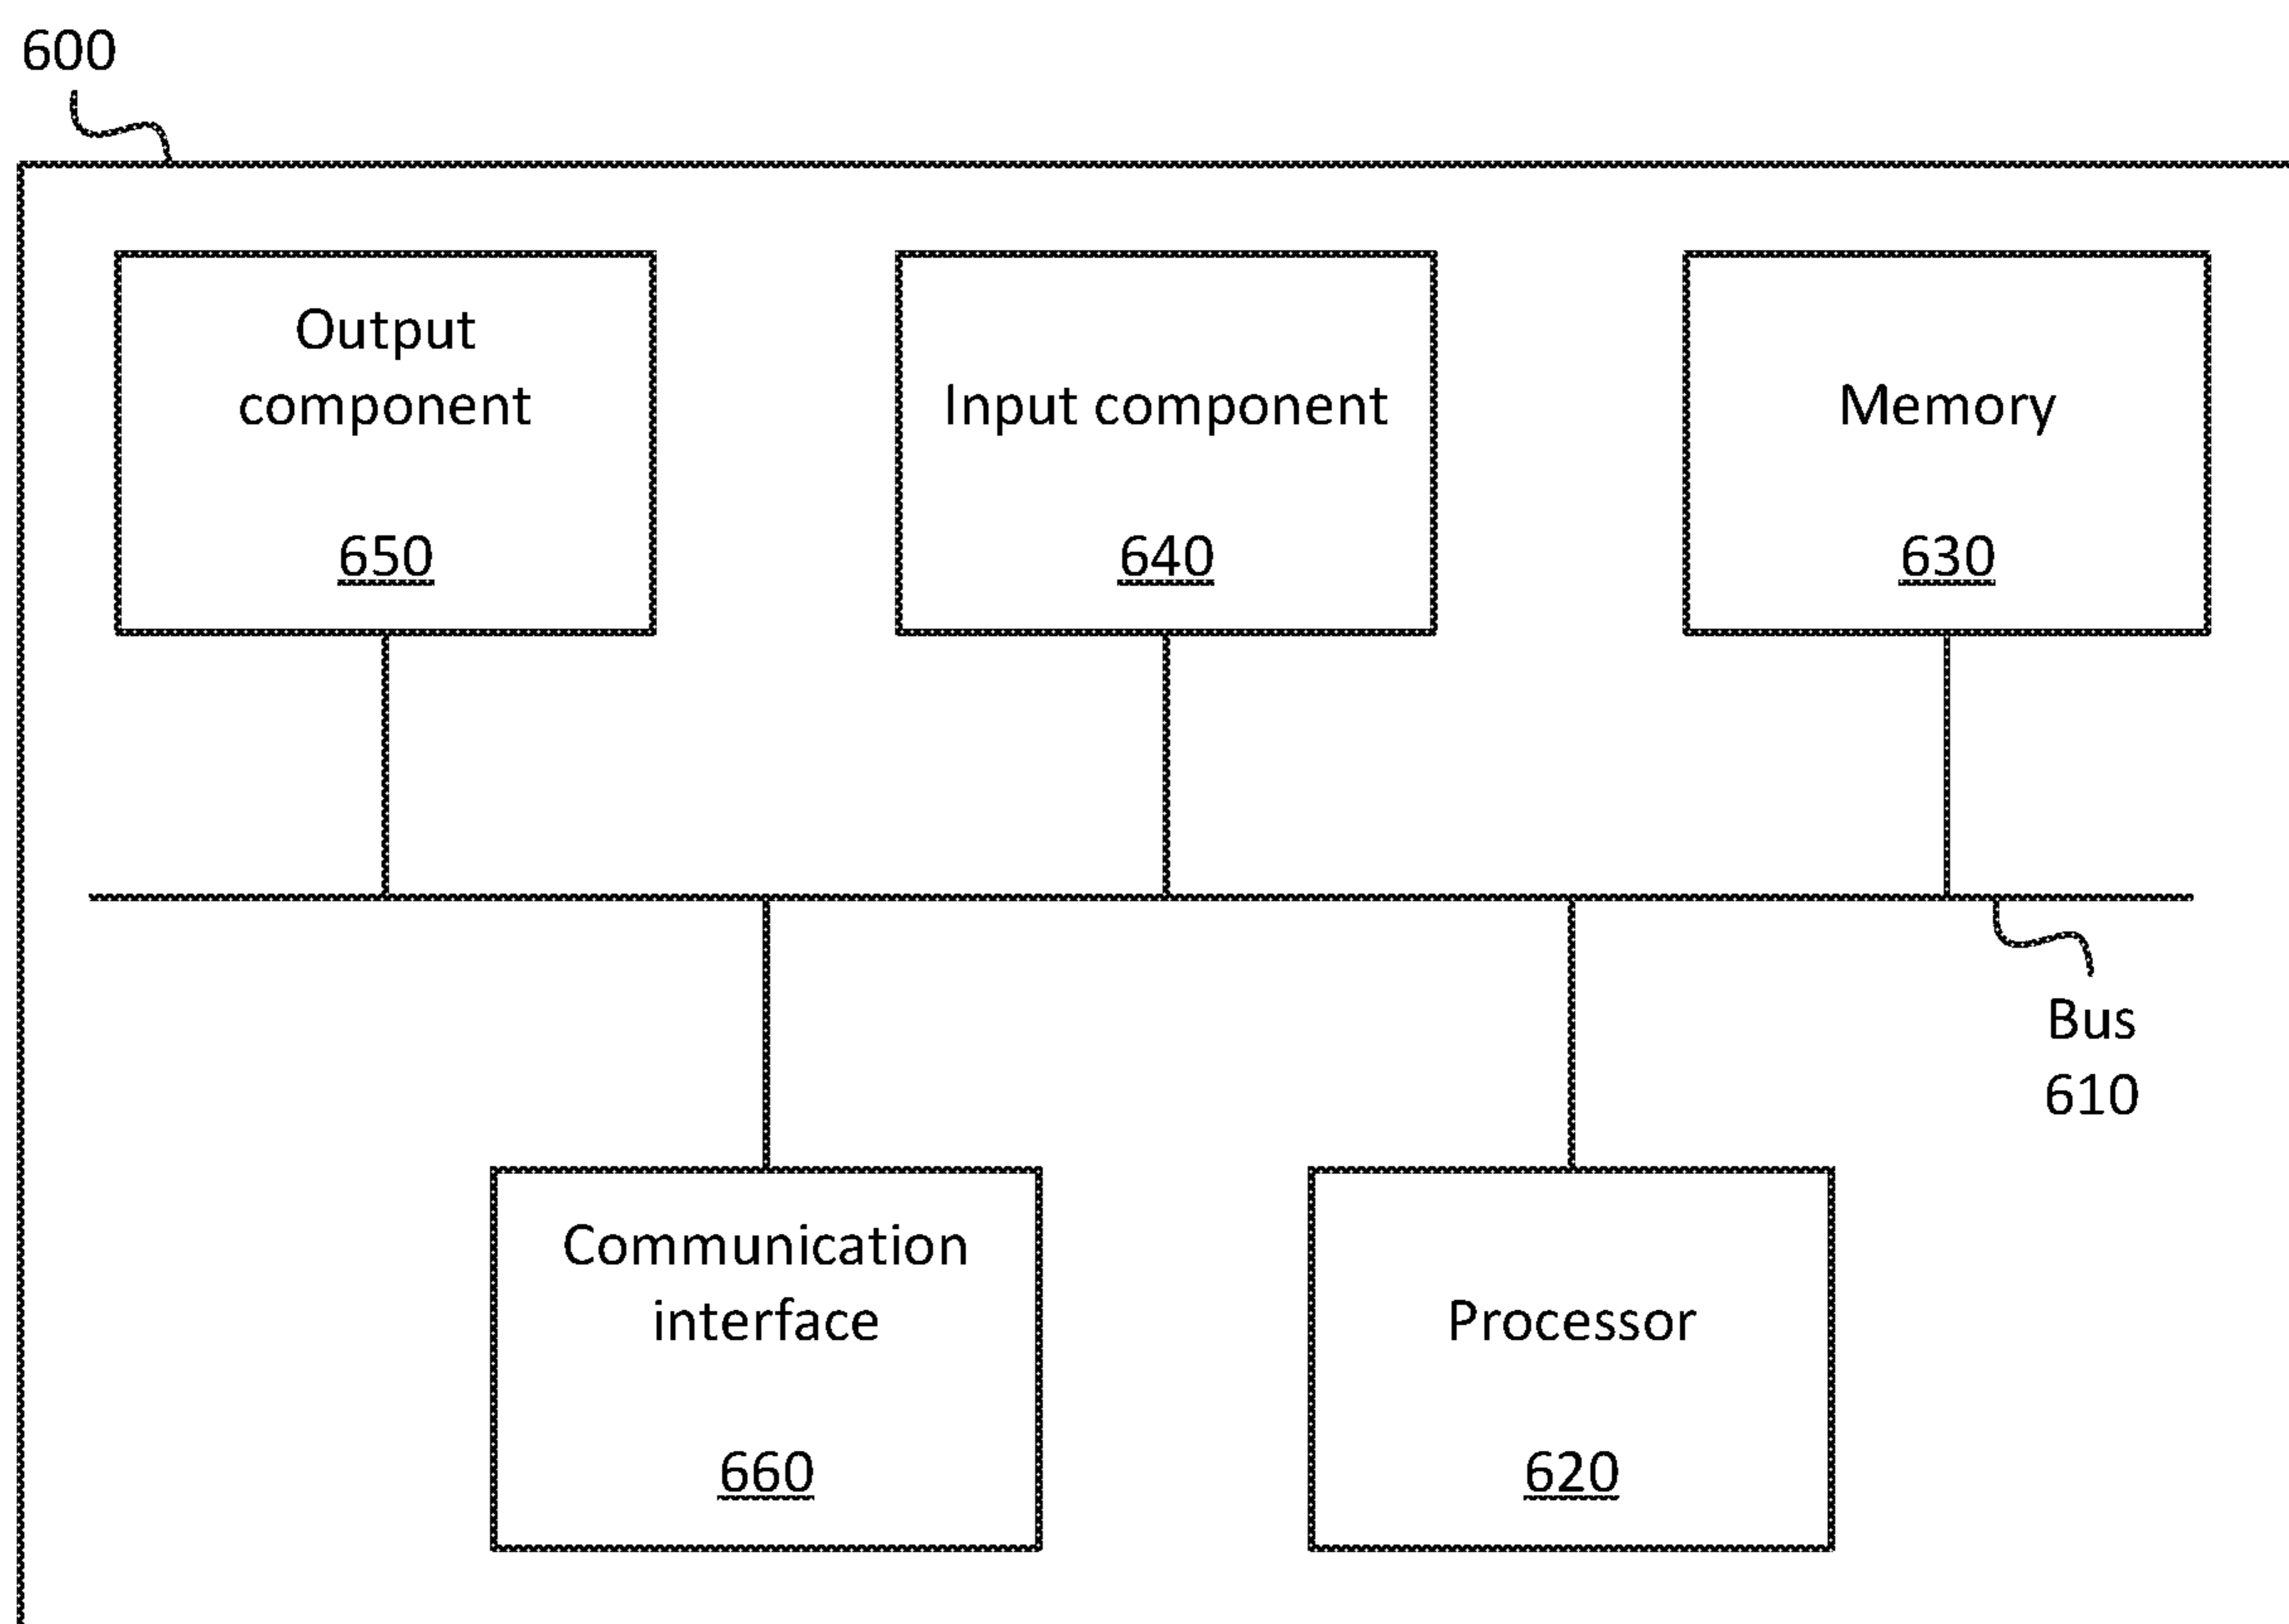 600
Output
component
650
Input component
640
Memory
630
Bus
610
Communication
interface
660
Processor
620